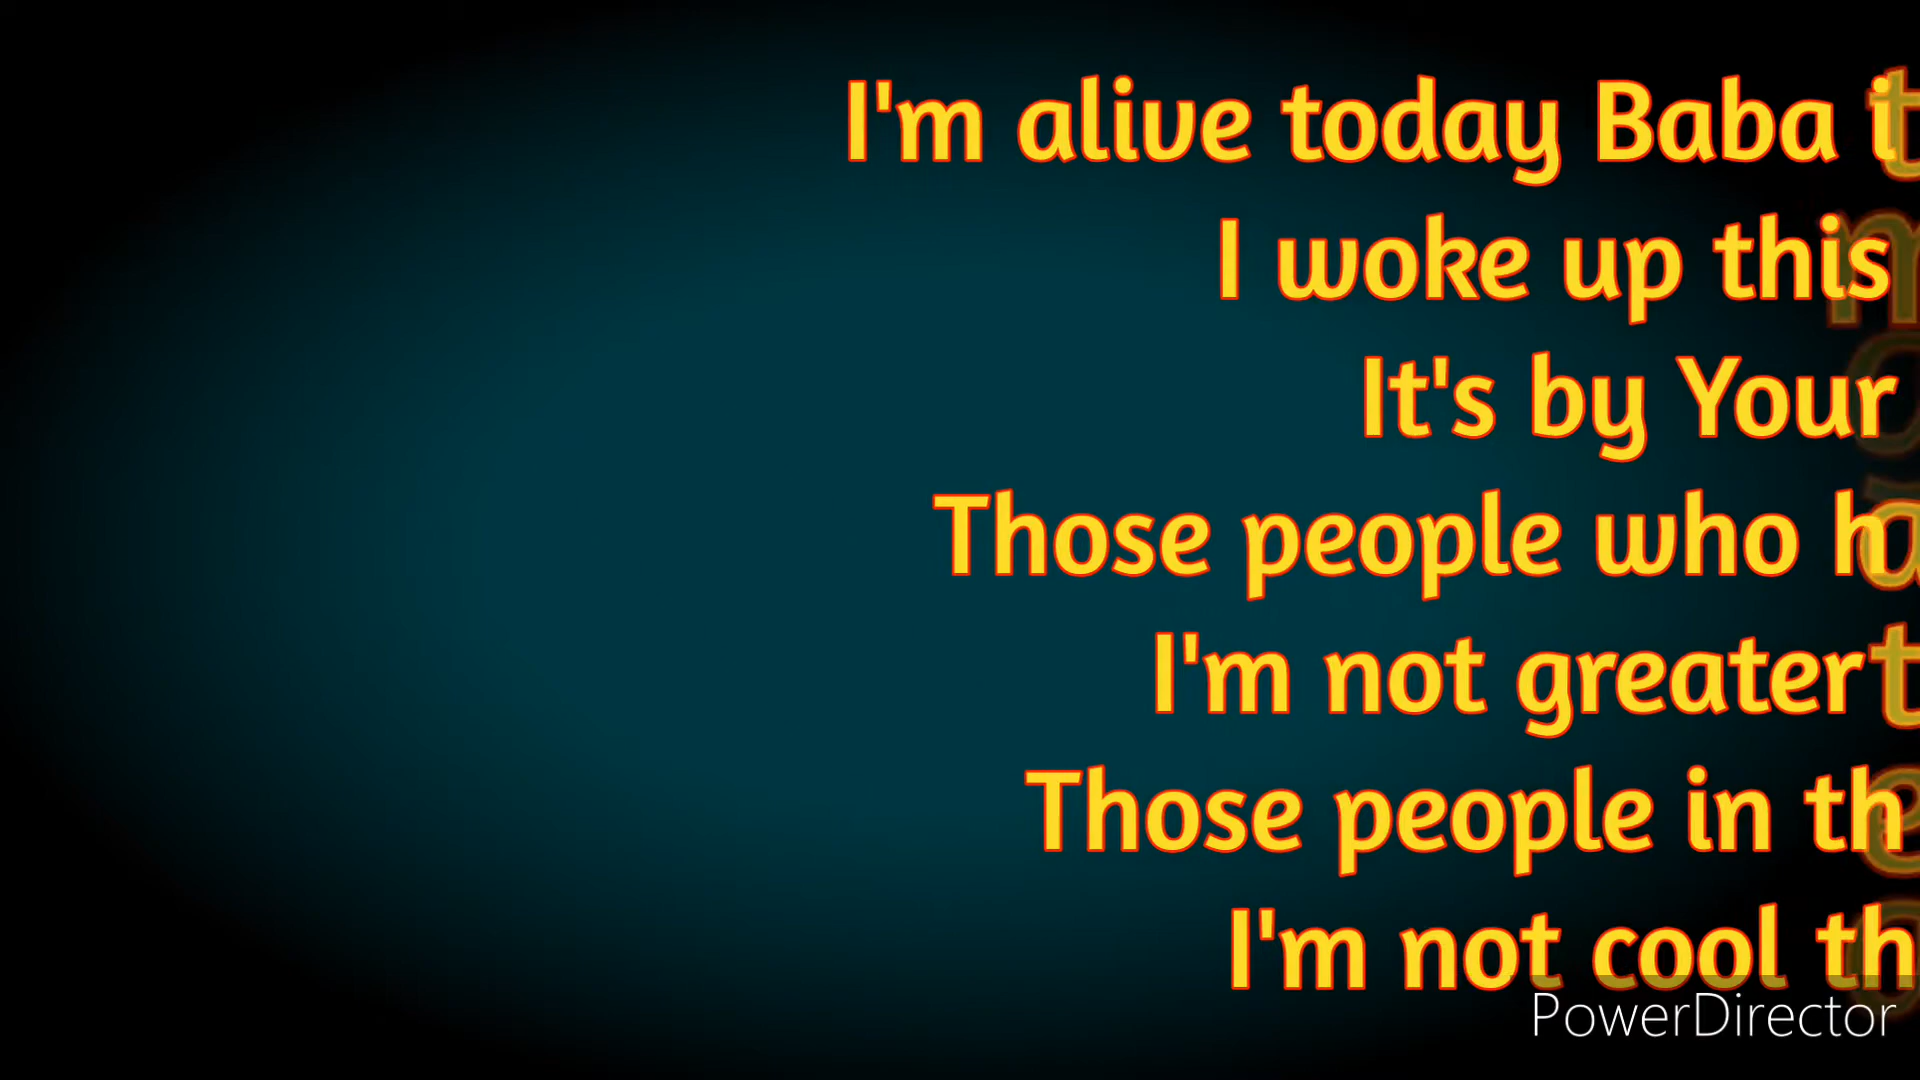 I'm alive today Baba
I woke up this
It's by Your
Those people who
I'm not greater
Those people in th
I'm not cool th
PowerDirector